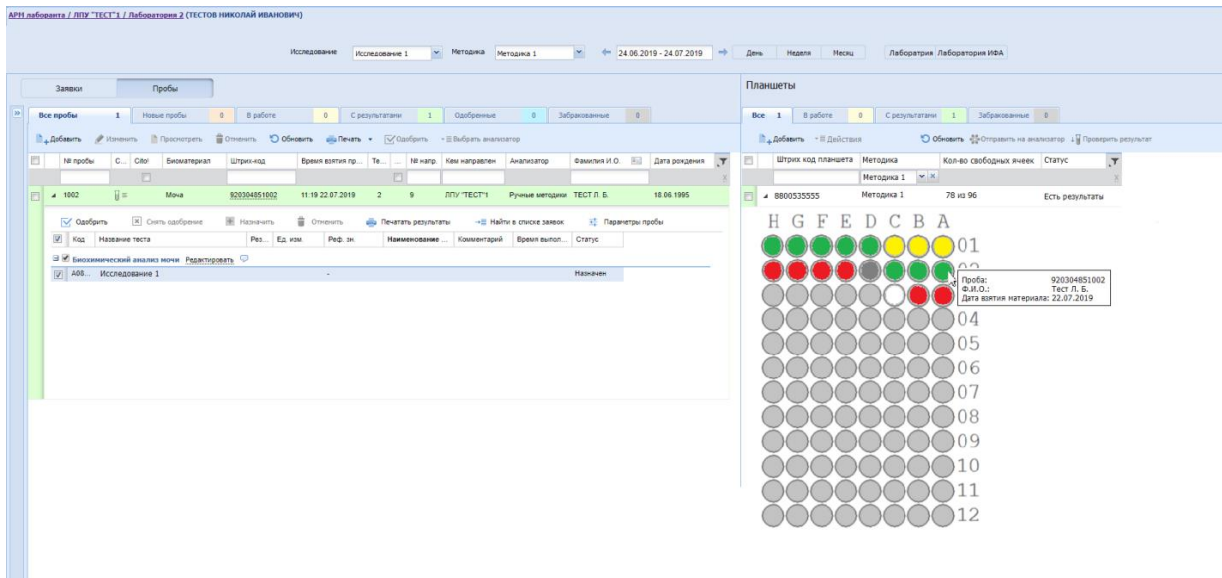 АРМ лаборанта / ЛПУ "ТЕСТ"1 / Лаборатория 2 (ТЕСТОВ НИКОЛАЙ ИВАНОВИЧ)
Исследование Исследование 1 Методика Методика 1 24.06.2019 - 24.07.2019 День Неделя Месяц Лаборатрия Лаборатория ИФА
Заявки Пробы Планшеты
Все пробы 1 Новые пробы 0 В работе 0 С результатами 1 Одобренные 0 Забракованные 0
Все 1 В работе 0 С результатами 1 Забракованные 0
Добавить Изменить Просмотреть Отменить Обновить Печать Одобрить Выбрать анализатор
Добавить Действия Обновить Отправить на анализатор Проверить результат
№ пробы С... Cito! Биоматериал Штрих-код Время взятия пр... Те... ... № напр. Кем направлен Анализатор Фамилия И.О. Дата рождения
Штрих код планшета Методика Кол-во свободных ячеек Статус
Методика 1
1002 Моча 920304851002 11:19 22.07.2019 2 9 ЛПУ "ТЕСТ"1 Ручные методики ТЕСТ Л. Б. 18.06.1995
8800535555 Методика 1 78 из 96 Есть результаты
Одобрить Снять одобрение Назначить Отменить Печатать результаты Найти в списке заявок Параметры пробы
Код Название теста Рез... Ед. изм. Реф. зн. Наименование ... Комментарий Время выпол... Статус
Биохимический анализ мочи Редактировать
A08... Исследование 1 - Назначен
H G F E D C B A
01
02
Проба: 920304851002
Ф.И.О.: Тест Л. Б.
Дата взятия материала: 22.07.2019
04
05
06
07
08
09
10
11
12